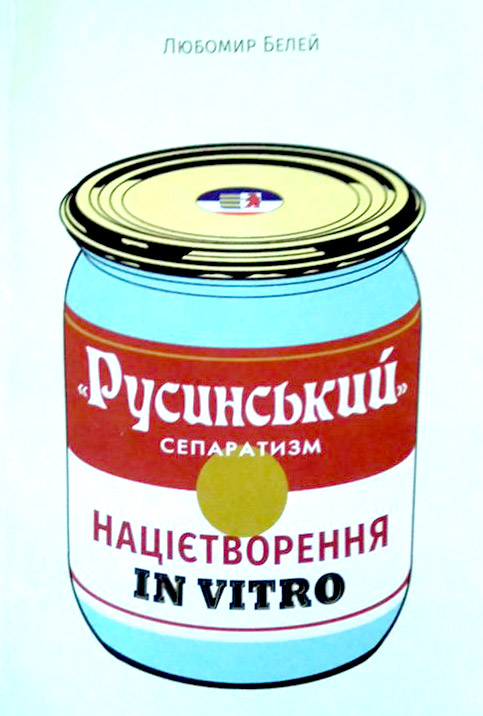 Любомир Белей
«Русинський»
сепаратизм
Націєтворення
IN VITRO